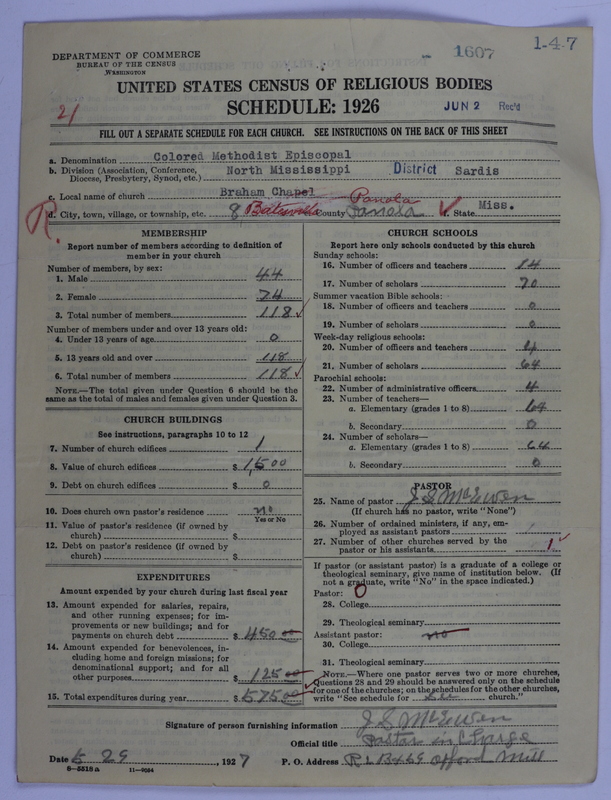 DEPARTMENT OF COMMERCE
BUREAU OF THE CENSUS
WASHINGTON
1607
1-4-7
UNITED STATES CENSUS OF RELIGIOUS BODIES
SCHEDULE: 1926
JUN 2 Rec'd
21
FILL OUT A SEPARATE SCHEDULE FOR EACH CHURCH. SEE INSTRUCTIONS ON THE BACK OF THIS SHEET
a. Denomination Colored Methodist Episcopal
b. Division (Association, Conference, Diocese, Presbytery, Synod, etc.) North Mississippi District Sardis
c. Local name of church Braham Chapel
R.
d. City, town, village, or township, etc. 8 Batesville County Panola Panola f. State Miss.
MEMBERSHIP
Report number of members according to definition of
member in your church
Number of members, by sex:
1. Male 44
2. Female 74
3. Total number of members 118
Number of members under and over 13 years old:
4. Under 13 years of age 0
5. 13 years old and over 118
6. Total number of members 118
NOTE.—The total given under Question 6 should be the
same as the total of males and females given under Question 3.
CHURCH BUILDINGS
See instructions, paragraphs 10 to 12
7. Number of church edifices 1
8. Value of church edifices $ 1,500
9. Debt on church edifices $ 0
10. Does church own pastor's residence no
Yes or No
11. Value of pastor's residence (if owned by
church) $
12. Debt on pastor's residence (if owned by
church) $
EXPENDITURES
Amount expended by your church during last fiscal year
13. Amount expended for salaries, repairs,
and other running expenses; for im-
provements or new buildings; and for
payments on church debt $ 450 00
14. Amount expended for benevolences, in-
cluding home and foreign missions; for
denominational support; and for all
other purposes $ 125 00
15. Total expenditures during year $ 575 00
CHURCH SCHOOLS
Report here only schools conducted by this church
Sunday schools:
16. Number of officers and teachers 14
17. Number of scholars 70
Summer vacation Bible schools:
18. Number of officers and teachers 0
19. Number of scholars 0
Week-day religious schools:
20. Number of officers and teachers 4
21. Number of scholars 64
Parochial schools:
22. Number of administrative officers 4
23. Number of teachers—
a. Elementary (grades 1 to 8) 64
b. Secondary 0
24. Number of scholars—
a. Elementary (grades 1 to 8) 64
b. Secondary 0
PASTOR
25. Name of pastor J S McEwen
(If church has no pastor, write "None")
26. Number of ordained ministers, if any, em-
ployed as assistant pastors
27. Number of other churches served by the
pastor or his assistants 1
If pastor (or assistant pastor) is a graduate of a college or
theological seminary, give name of institution below. (If
not a graduate, write "No" in the space indicated.)
Pastor: 0
28. College
29. Theological seminary
Assistant pastor: no
30. College
31. Theological seminary
NOTE.—Where one pastor serves two or more churches,
Questions 28 and 29 should be answered only on the schedule
for one of the churches; on the schedules for the other churches,
write "See schedule for church."
Signature of person furnishing information J S McEwen
Official title Pastor in Charge
Date 5 29, 1927 P. O. Address R 1 B469
8-5518a 11-9064